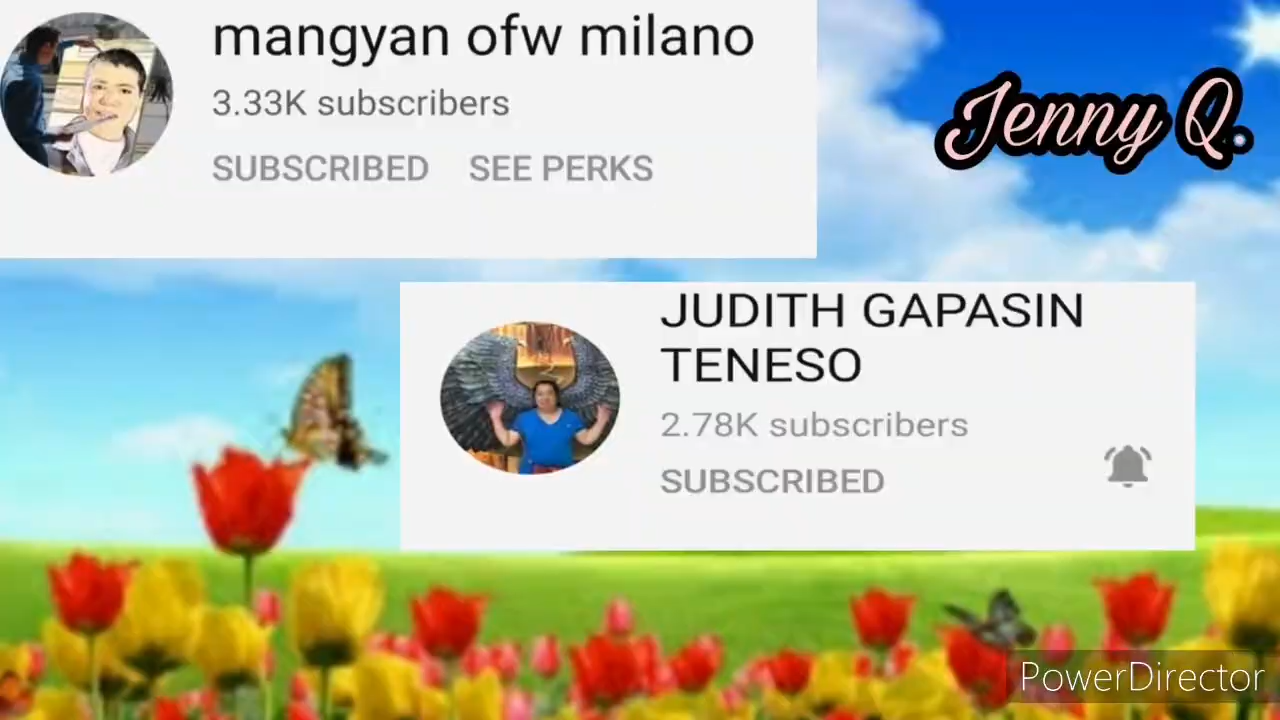 mangyan ofw milano
3.33K subscribers
SUBSCRIBED SEE PERKS
Jenny Q.
JUDITH GAPASIN
TENESO
2.78K subscribers
SUBSCRIBED
PowerDirector